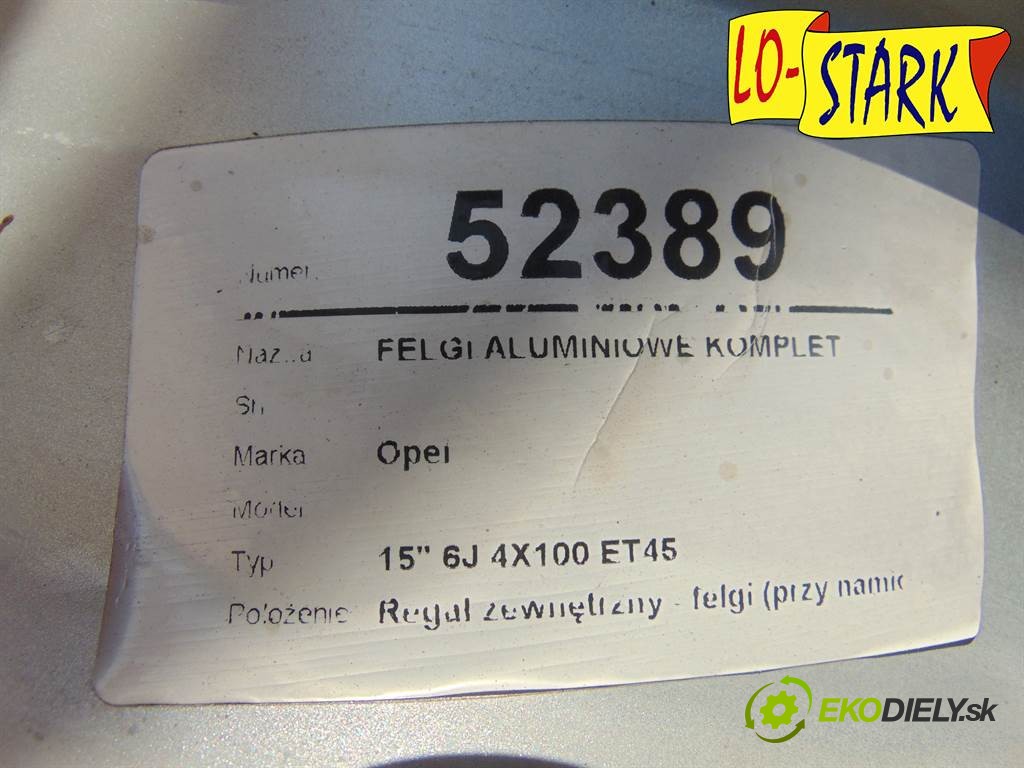 LO-STARK
Numer 52389
Nazwa FELGI ALUMINIOWE KOMPLET
Marka Opel
Model
Typ 15" 6J 4X100 ET45
Położenie Regał zewnętrzny - felgi (przy
EKODIELY.sk